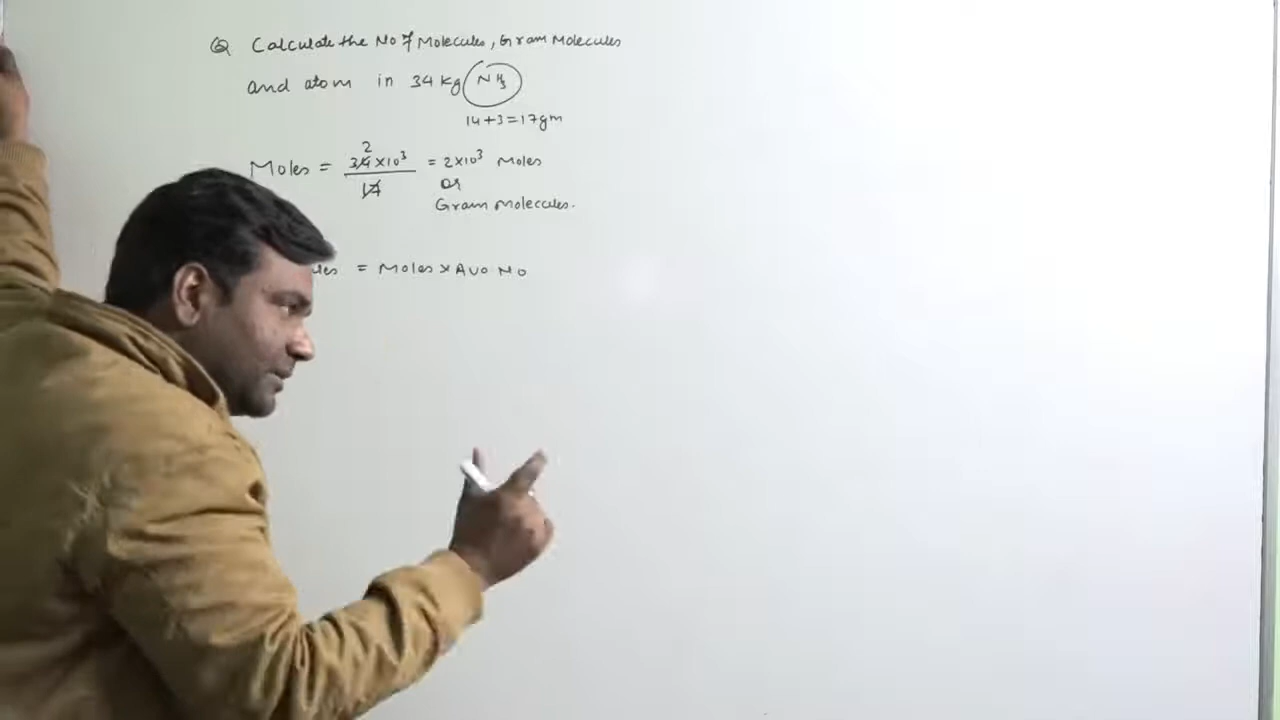 Q Calculate the No of Molecules, Gram Molecules
and atom in 34 kg NH3
14+3=17gm
2
Moles = 34×10³ = 2×10³ Moles
17 or
Gram Molecules.
= Moles × Avo. No